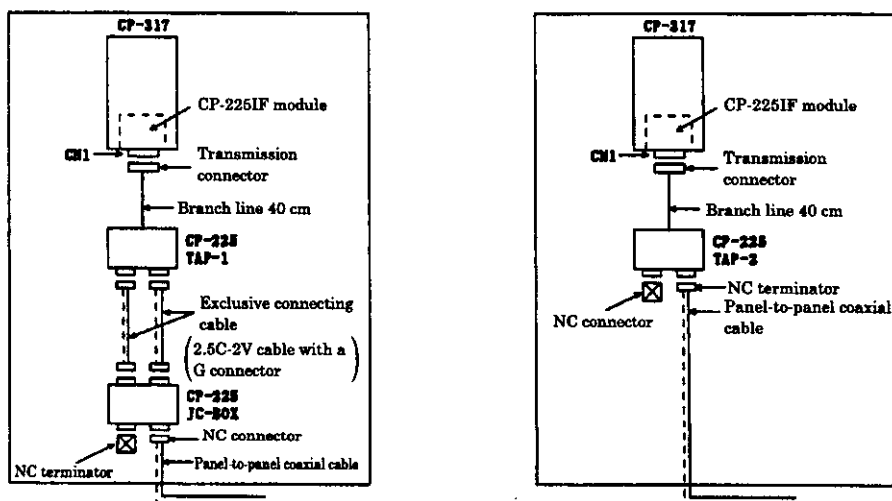 CP-317
CP-225IF module
CN1
Transmission
connector
Branch line 40 cm
CP-225
TAP-1
Exclusive connecting
cable
(2.5C-2V cable with a
G connector)
CP-225
JC-BOX
NC connector
NC terminator
Panel-to-panel coaxial cable
CP-317
CP-225IF module
CN1
Transmission
connector
Branch line 40 cm
CP-225
TAP-2
NC terminator
NC connector
Panel-to-panel coaxial
cable